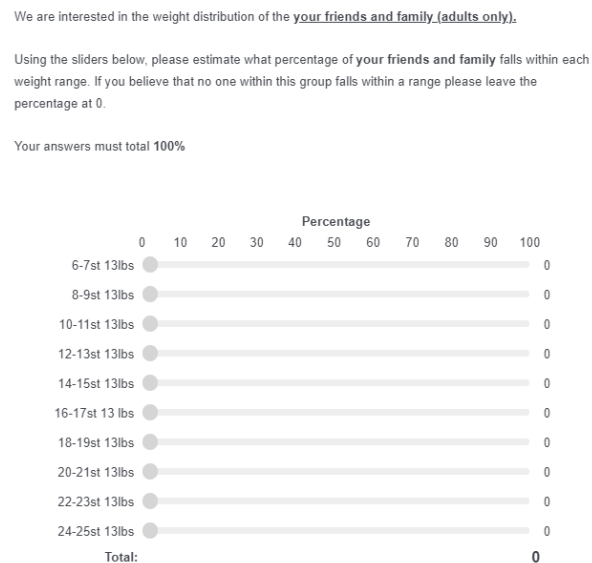 We are interested in the weight distribution of the your friends and family (adults only).
Using the sliders below, please estimate what percentage of your friends and family falls within each
weight range. If you believe that no one within this group falls within a range please leave the
percentage at 0.
Your answers must total 100%
Percentage
0 10 20 30 40 50 60 70 80 90 100
6-7st 13lbs 0
8-9st 13lbs 0
10-11st 13lbs 0
12-13st 13lbs 0
14-15st 13lbs 0
16-17st 13 lbs 0
18-19st 13lbs 0
20-21st 13lbs 0
22-23st 13lbs 0
24-25st 13lbs 0
Total: 0